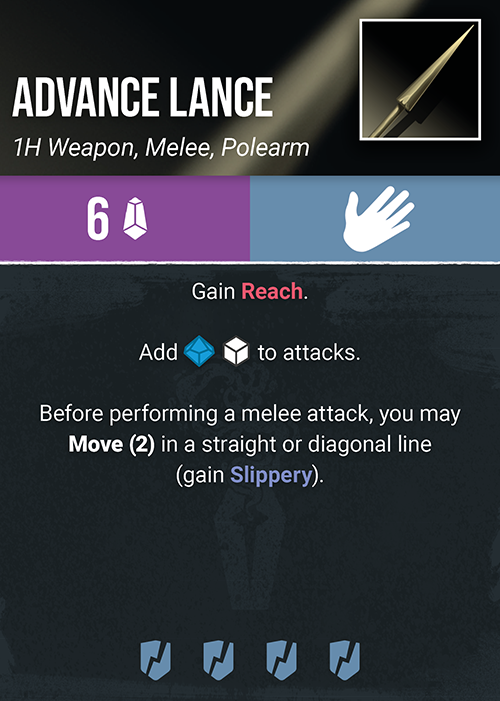 ADVANCE LANCE
1H Weapon, Melee, Polearm
6
Gain Reach.
Add to attacks.
Before performing a melee attack, you may
Move (2) in a straight or diagonal line
(gain Slippery).